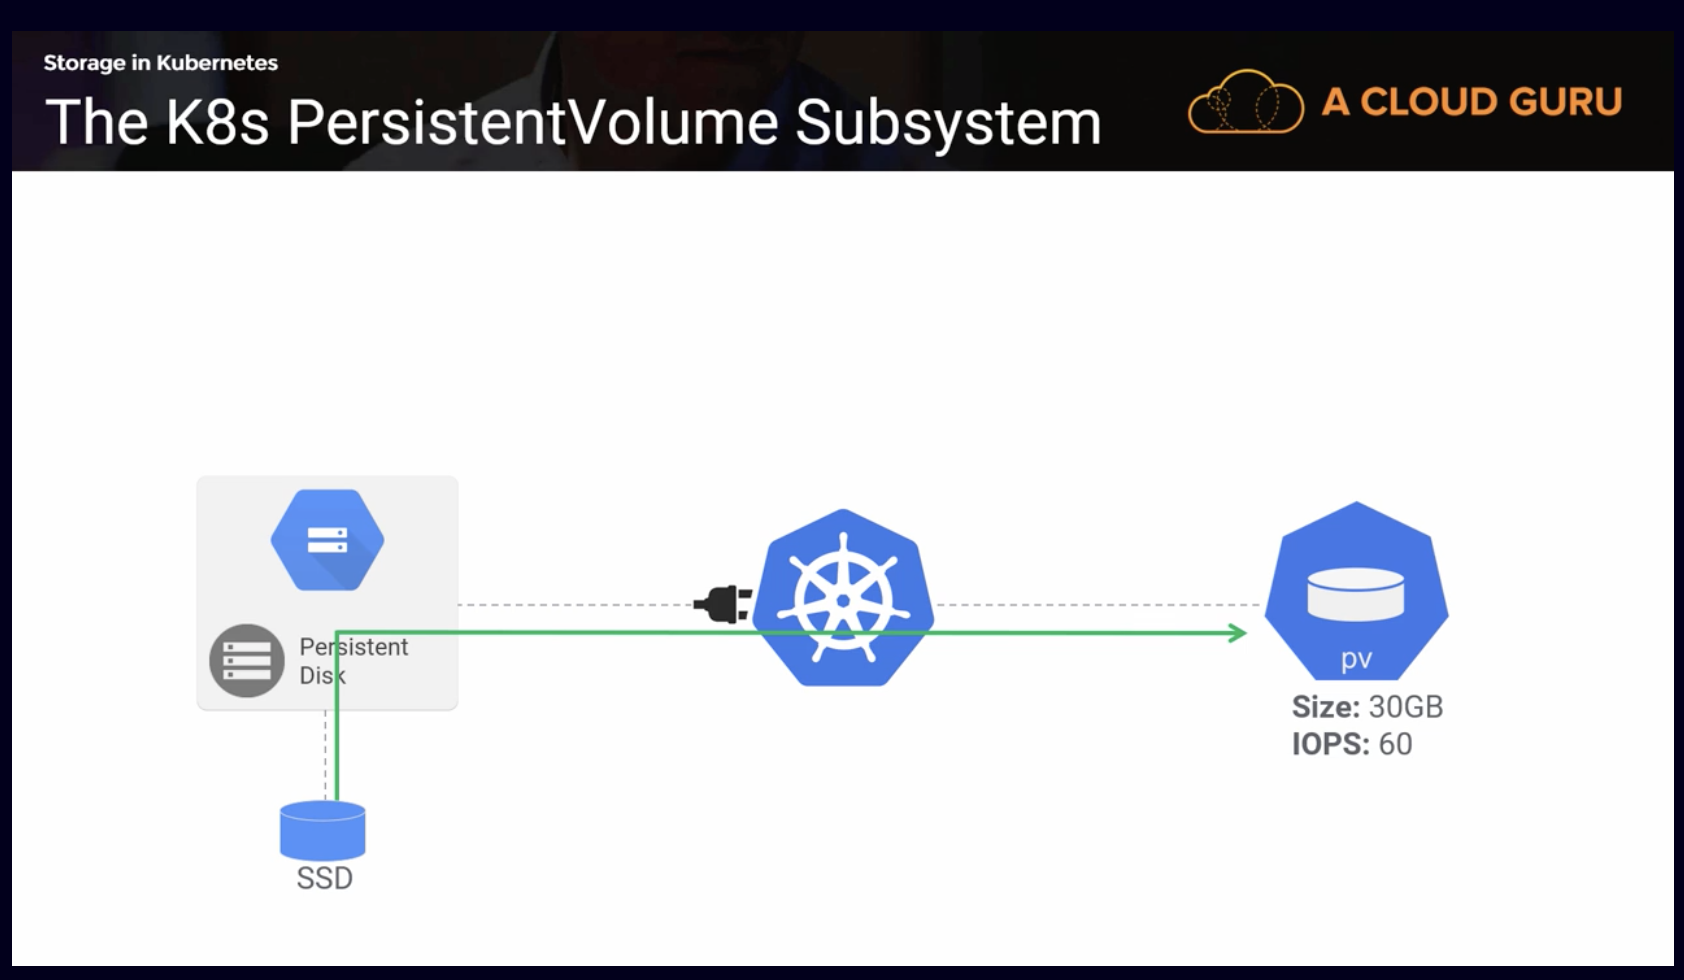 Storage in Kubernetes
The K8s PersistentVolume Subsystem
A CLOUD GURU
Persistent
Disk
pv
Size: 30GB
IOPS: 60
SSD